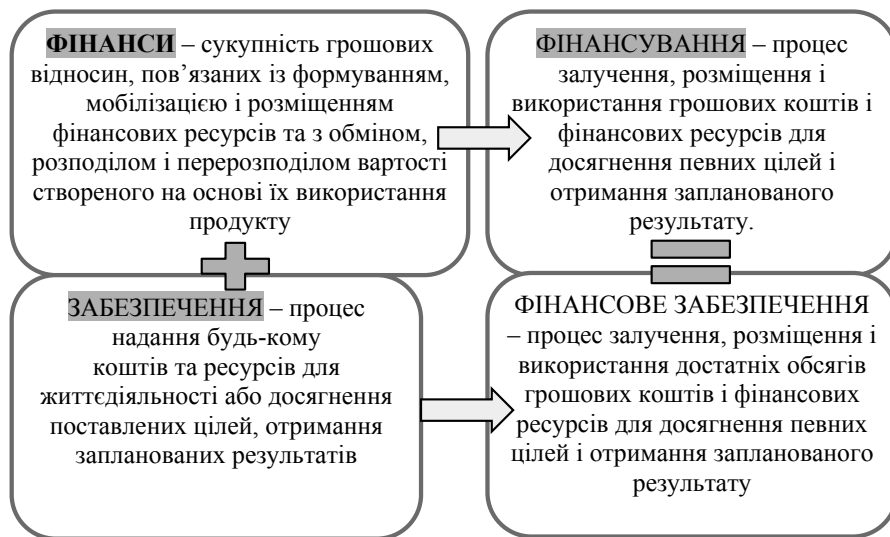 ФІНАНСИ – сукупність грошових
відносин, пов’язаних із формуванням,
мобілізацією і розміщенням
фінансових ресурсів та з обміном,
розподілом і перерозподілом вартості
створеного на основі їх використання
продукту
ФІНАНСУВАННЯ – процес
залучення, розміщення і
використання грошових коштів і
фінансових ресурсів для
досягнення певних цілей і
отримання запланованого
результату.
ЗАБЕЗПЕЧЕННЯ – процес
надання будь-кому
коштів та ресурсів для
життєдіяльності або досягнення
поставлених цілей, отримання
запланованих результатів
ФІНАНСОВЕ ЗАБЕЗПЕЧЕННЯ
– процес залучення, розміщення і
використання достатніх обсягів
грошових коштів і фінансових
ресурсів для досягнення певних
цілей і отримання запланованого
результату